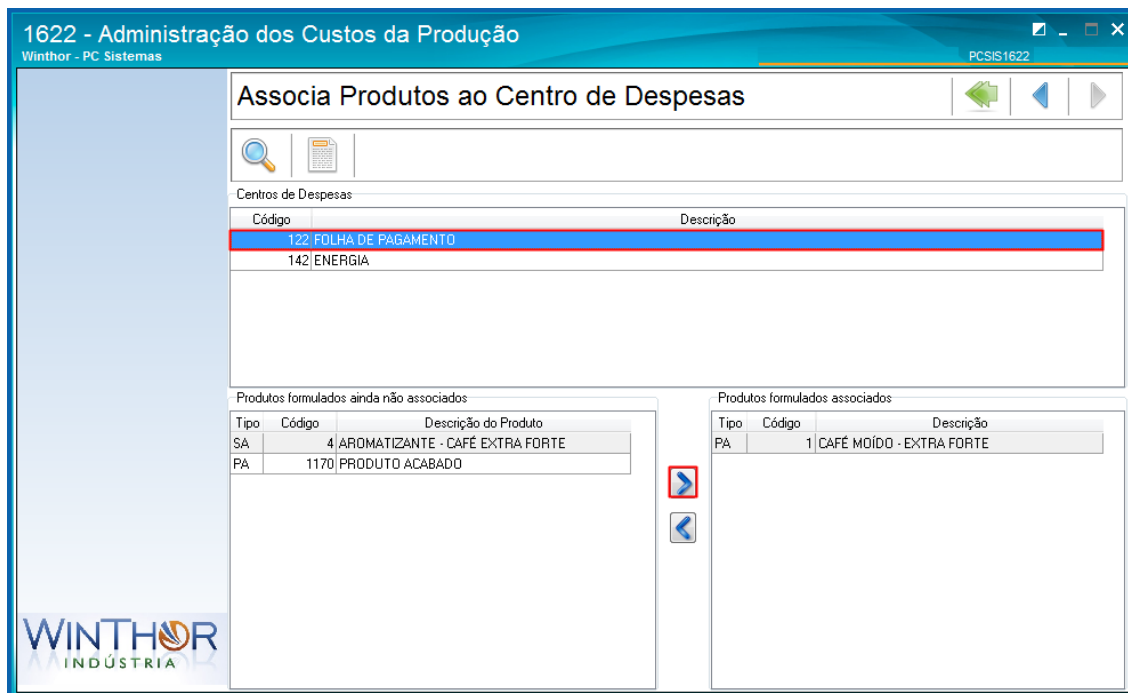 1622 - Administração dos Custos da Produção
Winthor - PC Sistemas
PCSIS1622
Associa Produtos ao Centro de Despesas
Centros de Despesas
Código Descrição
122 FOLHA DE PAGAMENTO
142 ENERGIA
Produtos formulados ainda não associados
Tipo Código Descrição do Produto
SA 4 AROMATIZANTE - CAFÉ EXTRA FORTE
PA 1170 PRODUTO ACABADO
Produtos formulados associados
Tipo Código Descrição
PA 1 CAFÉ MOÍDO - EXTRA FORTE
WINTHOR
INDÚSTRIA